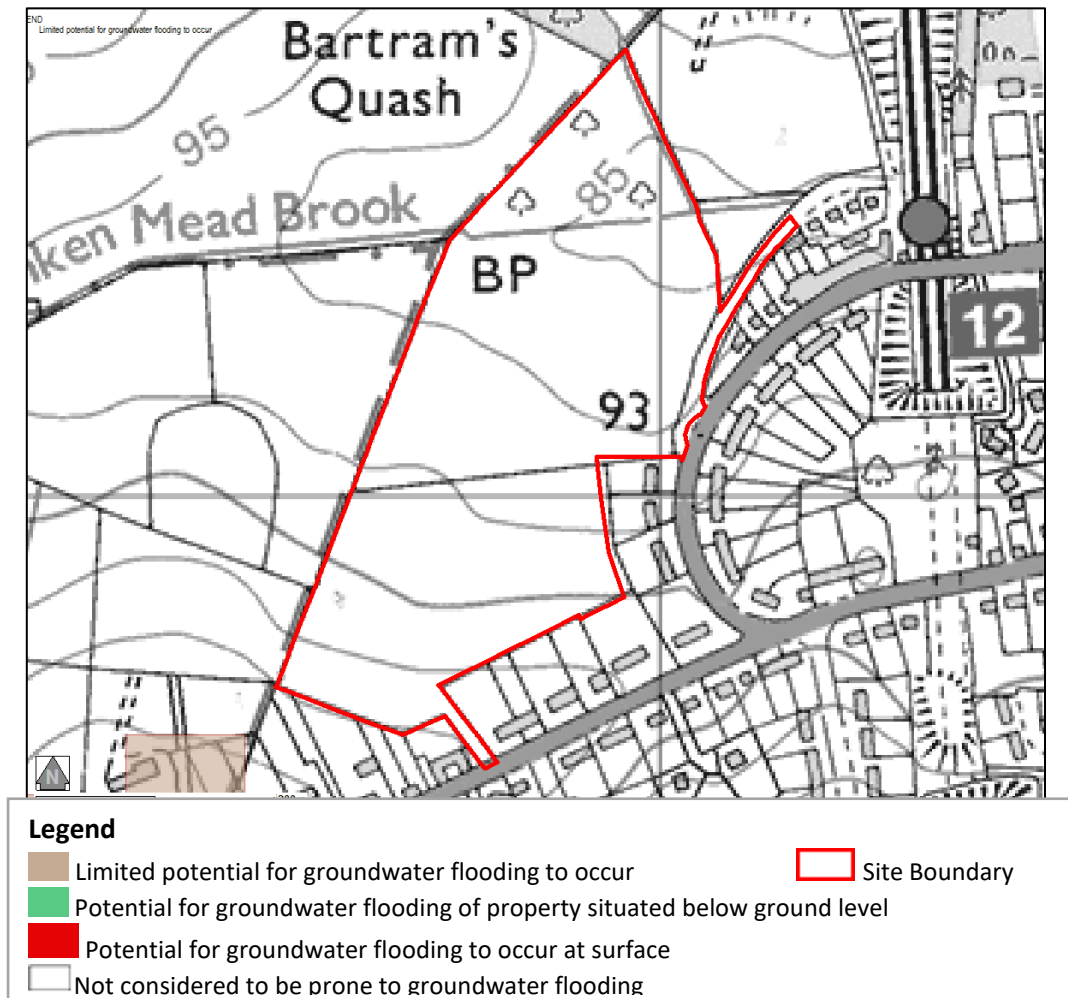 END
Limited potential for groundwater flooding to occur
Bartram's
Quash
95
85
ken Mead Brook
BP
12
93
N
Legend
Limited potential for groundwater flooding to occur
Site Boundary
Potential for groundwater flooding of property situated below ground level
Potential for groundwater flooding to occur at surface
Not considered to be prone to groundwater flooding